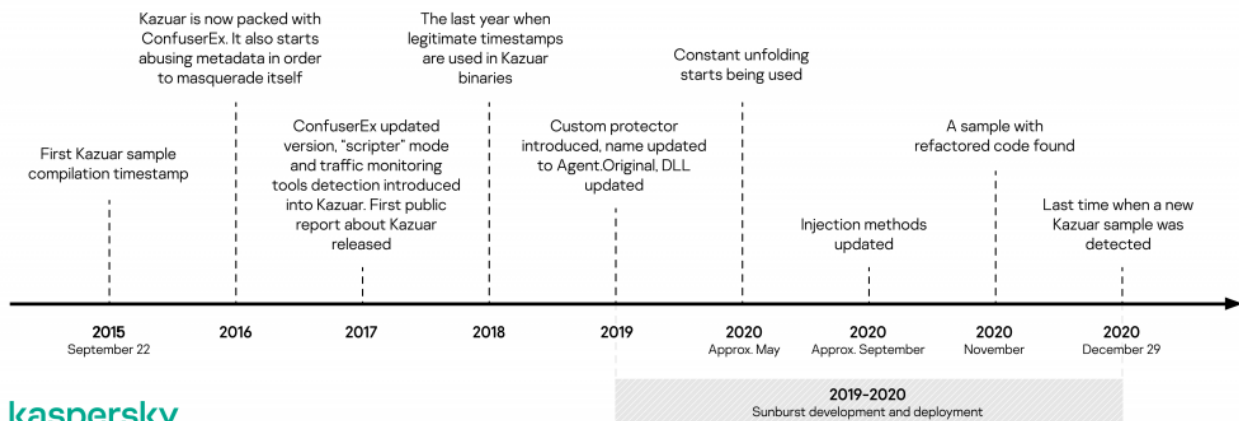 Kazuar is now packed with
ConfuserEx. It also starts
abusing metadata in order
to masquerade itself
The last year when
legitimate timestamps
are used in Kazuar
binaries
Constant unfolding
starts being used
First Kazuar sample
compilation timestamp
ConfuserEx updated
version, "scripter" mode
and traffic monitoring
tools detection introduced
into Kazuar. First public
report about Kazuar
released
Custom protector
introduced, name updated
to Agent.Original, DLL
updated
Injection methods
updated
A sample with
refactored code found
Last time when a new
Kazuar sample was
detected
2015
September 22
2016
2017
2018
2019
2020
Approx. May
2020
Approx. September
2020
November
2020
December 29
2019-2020
Sunburst development and deployment
kaspersky